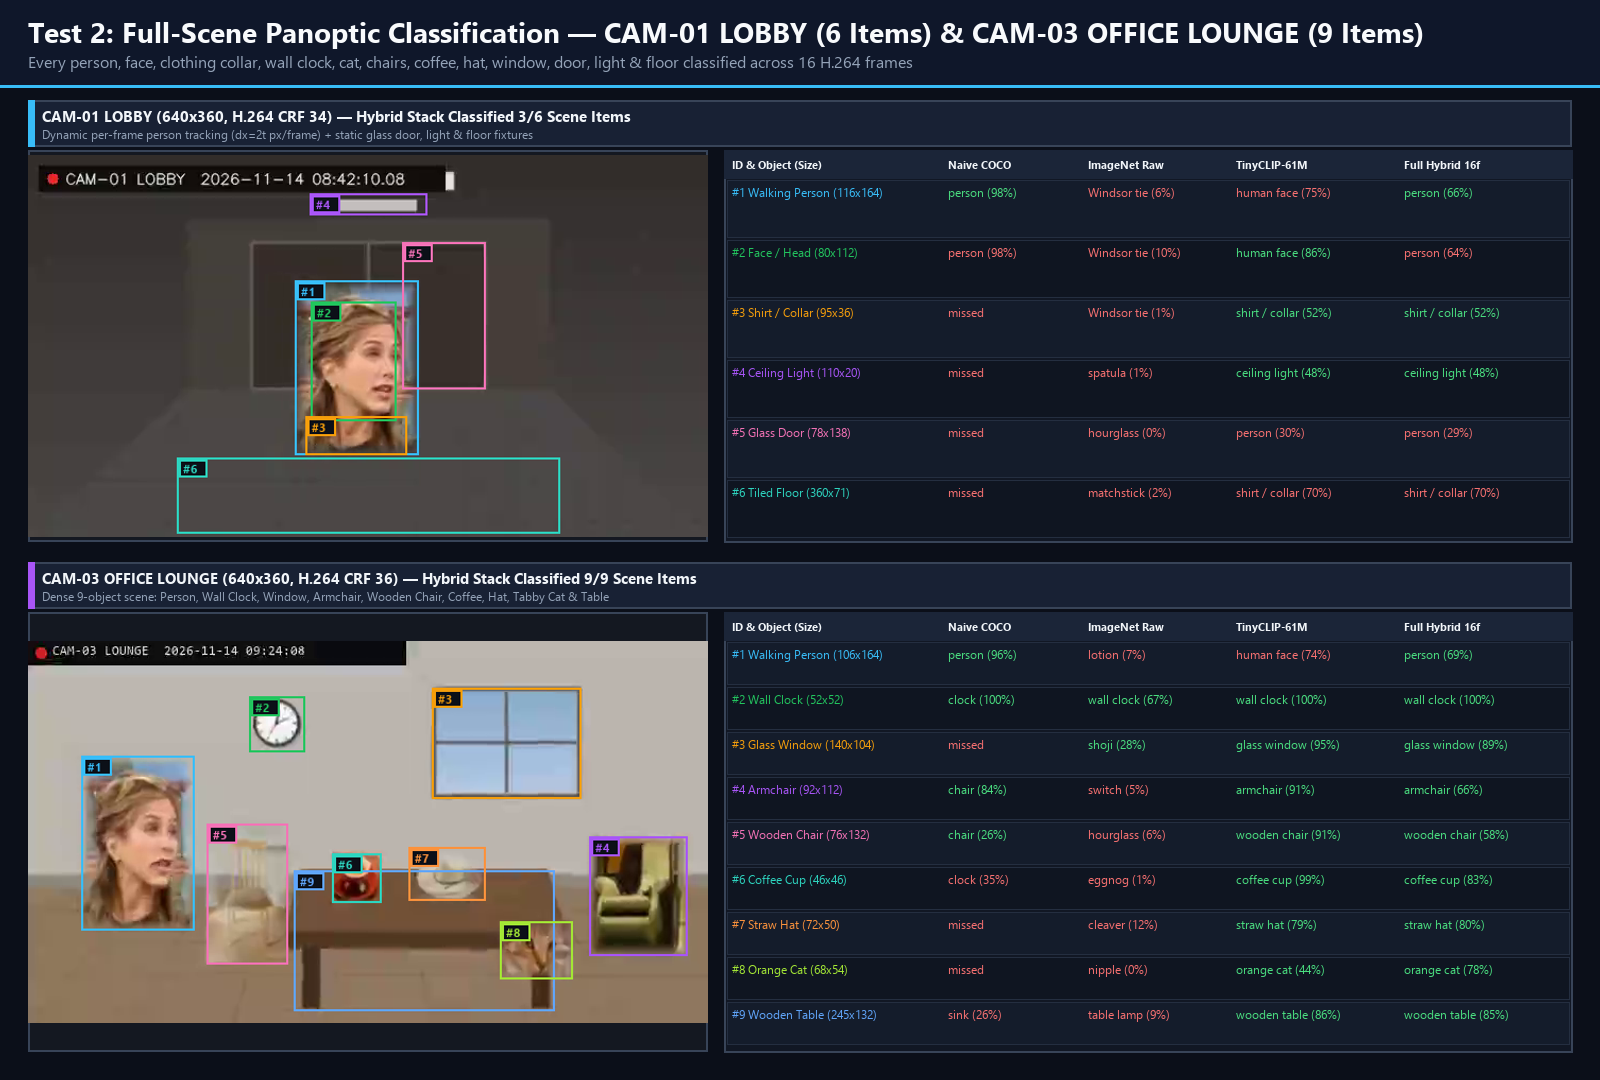 Test 2: Full-Scene Panoptic Classification — CAM-01 LOBBY (6 Items) & CAM-03 OFFICE LOUNGE (9 Items)
Every person, face, clothing collar, wall clock, cat, chairs, coffee, hat, window, door, light & floor classified across 16 H.264 frames
CAM-01 LOBBY (640x360, H.264 CRF 34) — Hybrid Stack Classified 3/6 Scene Items
Dynamic per-frame person tracking (dx=2t px/frame) + static glass door, light & floor fixtures
CAM-01 LOBBY 2026-11-14 08:42:10.08
#4
#5
#1
#2
#3
#6
ID & Object (Size) Naive COCO ImageNet Raw TinyCLIP-61M Full Hybrid 16f
#1 Walking Person (116x164) person (98%) Windsor tie (6%) human face (75%) person (66%)
#2 Face / Head (80x112) person (98%) Windsor tie (10%) human face (86%) person (64%)
#3 Shirt / Collar (95x36) missed Windsor tie (1%) shirt / collar (52%) shirt / collar (52%)
#4 Ceiling Light (110x20) missed spatula (1%) ceiling light (48%) ceiling light (48%)
#5 Glass Door (78x138) missed hourglass (0%) person (30%) person (29%)
#6 Tiled Floor (360x71) missed matchstick (2%) shirt / collar (70%) shirt / collar (70%)
CAM-03 OFFICE LOUNGE (640x360, H.264 CRF 36) — Hybrid Stack Classified 9/9 Scene Items
Dense 9-object scene: Person, Wall Clock, Window, Armchair, Wooden Chair, Coffee, Hat, Tabby Cat & Table
CAM-03 LOUNGE 2026-11-14 09:24:08
#3
#2
#1
#5
#4
#7
#6
#9
#8
ID & Object (Size) Naive COCO ImageNet Raw TinyCLIP-61M Full Hybrid 16f
#1 Walking Person (106x164) person (96%) lotion (7%) human face (74%) person (69%)
#2 Wall Clock (52x52) clock (100%) wall clock (67%) wall clock (100%) wall clock (100%)
#3 Glass Window (140x104) missed shoji (28%) glass window (95%) glass window (89%)
#4 Armchair (92x112) chair (84%) switch (5%) armchair (91%) armchair (66%)
#5 Wooden Chair (76x132) chair (26%) hourglass (6%) wooden chair (91%) wooden chair (58%)
#6 Coffee Cup (46x46) clock (35%) eggnog (1%) coffee cup (99%) coffee cup (83%)
#7 Straw Hat (72x50) missed cleaver (12%) straw hat (79%) straw hat (80%)
#8 Orange Cat (68x54) missed nipple (0%) orange cat (44%) orange cat (78%)
#9 Wooden Table (245x132) sink (26%) table lamp (9%) wooden table (86%) wooden table (85%)